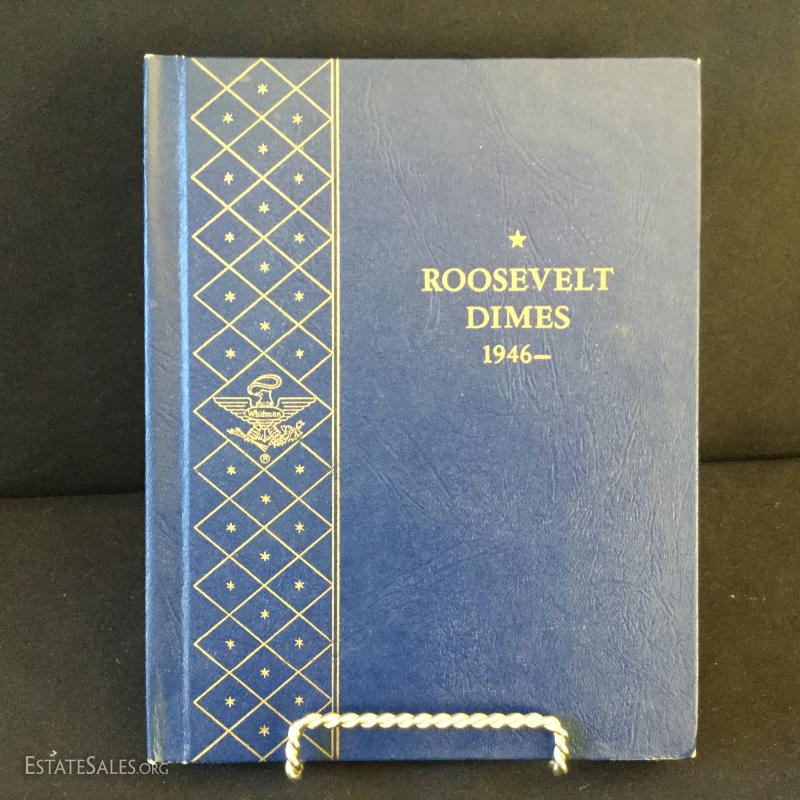 ROOSEVELT
DIMES
1946—
Whitman
®
ESTATESALES.ORG